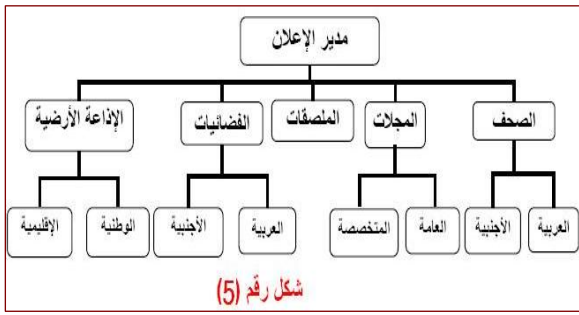 مدير الإعلان
الصحف
المجلات
الملصقات
الفضائيات
الإذاعة الأرضية
العربية
الأجنبية
العامة
المتخصصة
العربية
الأجنبية
الوطنية
الإقليمية
شكل رقم (5)